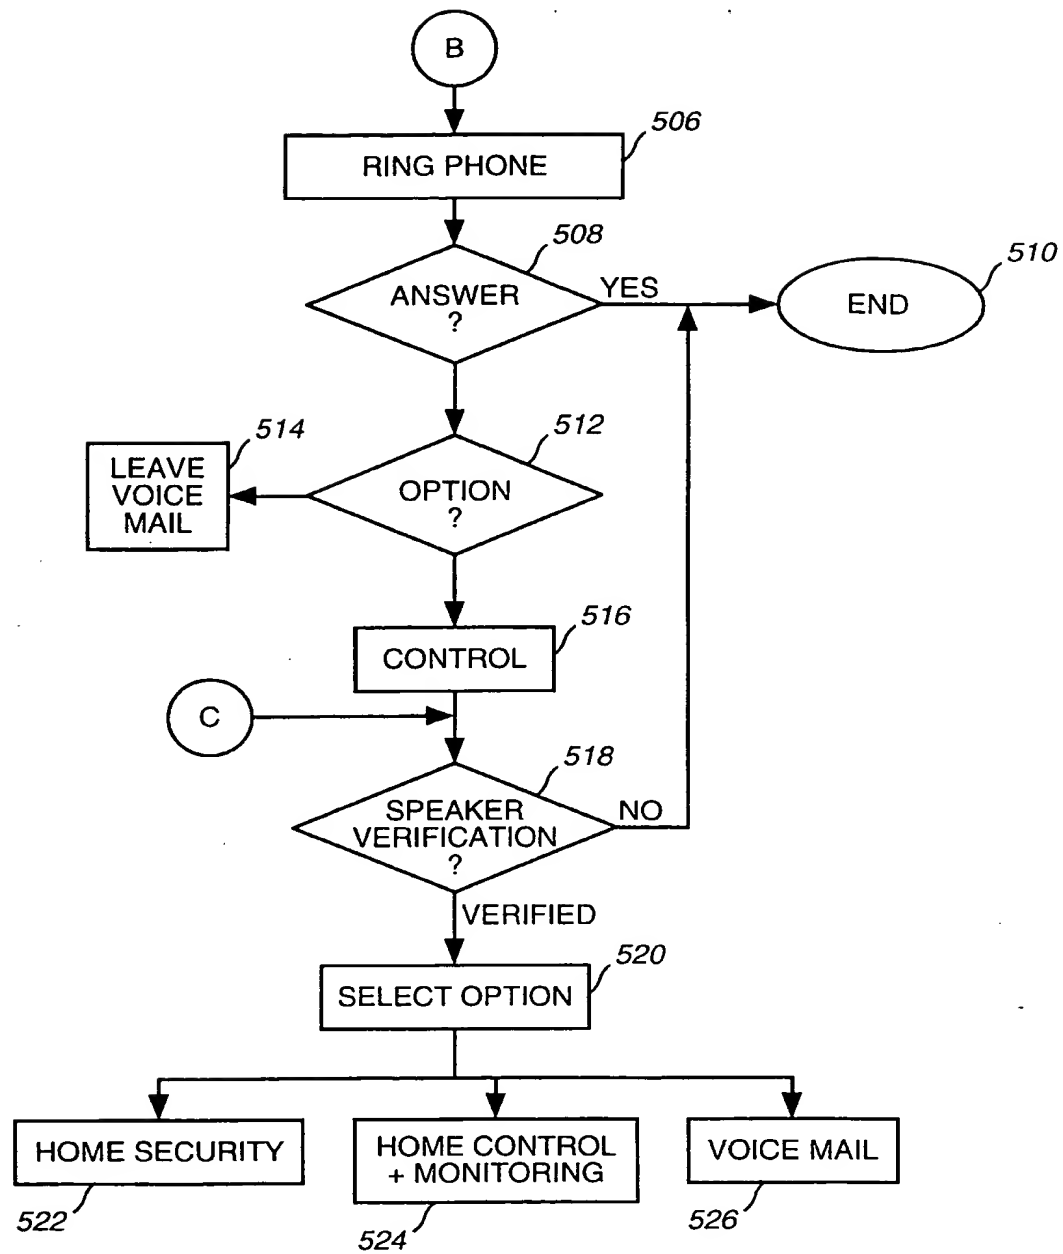 B
506
RING PHONE
508
ANSWER
?
YES
510
END
514
LEAVE
VOICE
MAIL
512
OPTION
?
516
CONTROL
C
518
SPEAKER
VERIFICATION
?
NO
VERIFIED
520
SELECT OPTION
HOME SECURITY
522
HOME CONTROL
+ MONITORING
524
VOICE MAIL
526